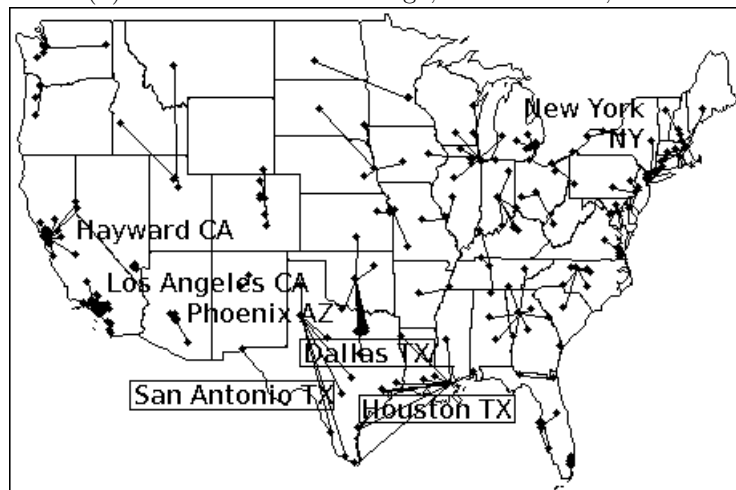 New York
NY
Hayward CA
Los Angeles CA
Phoenix AZ
Dallas TX
San Antonio TX
Houston TX